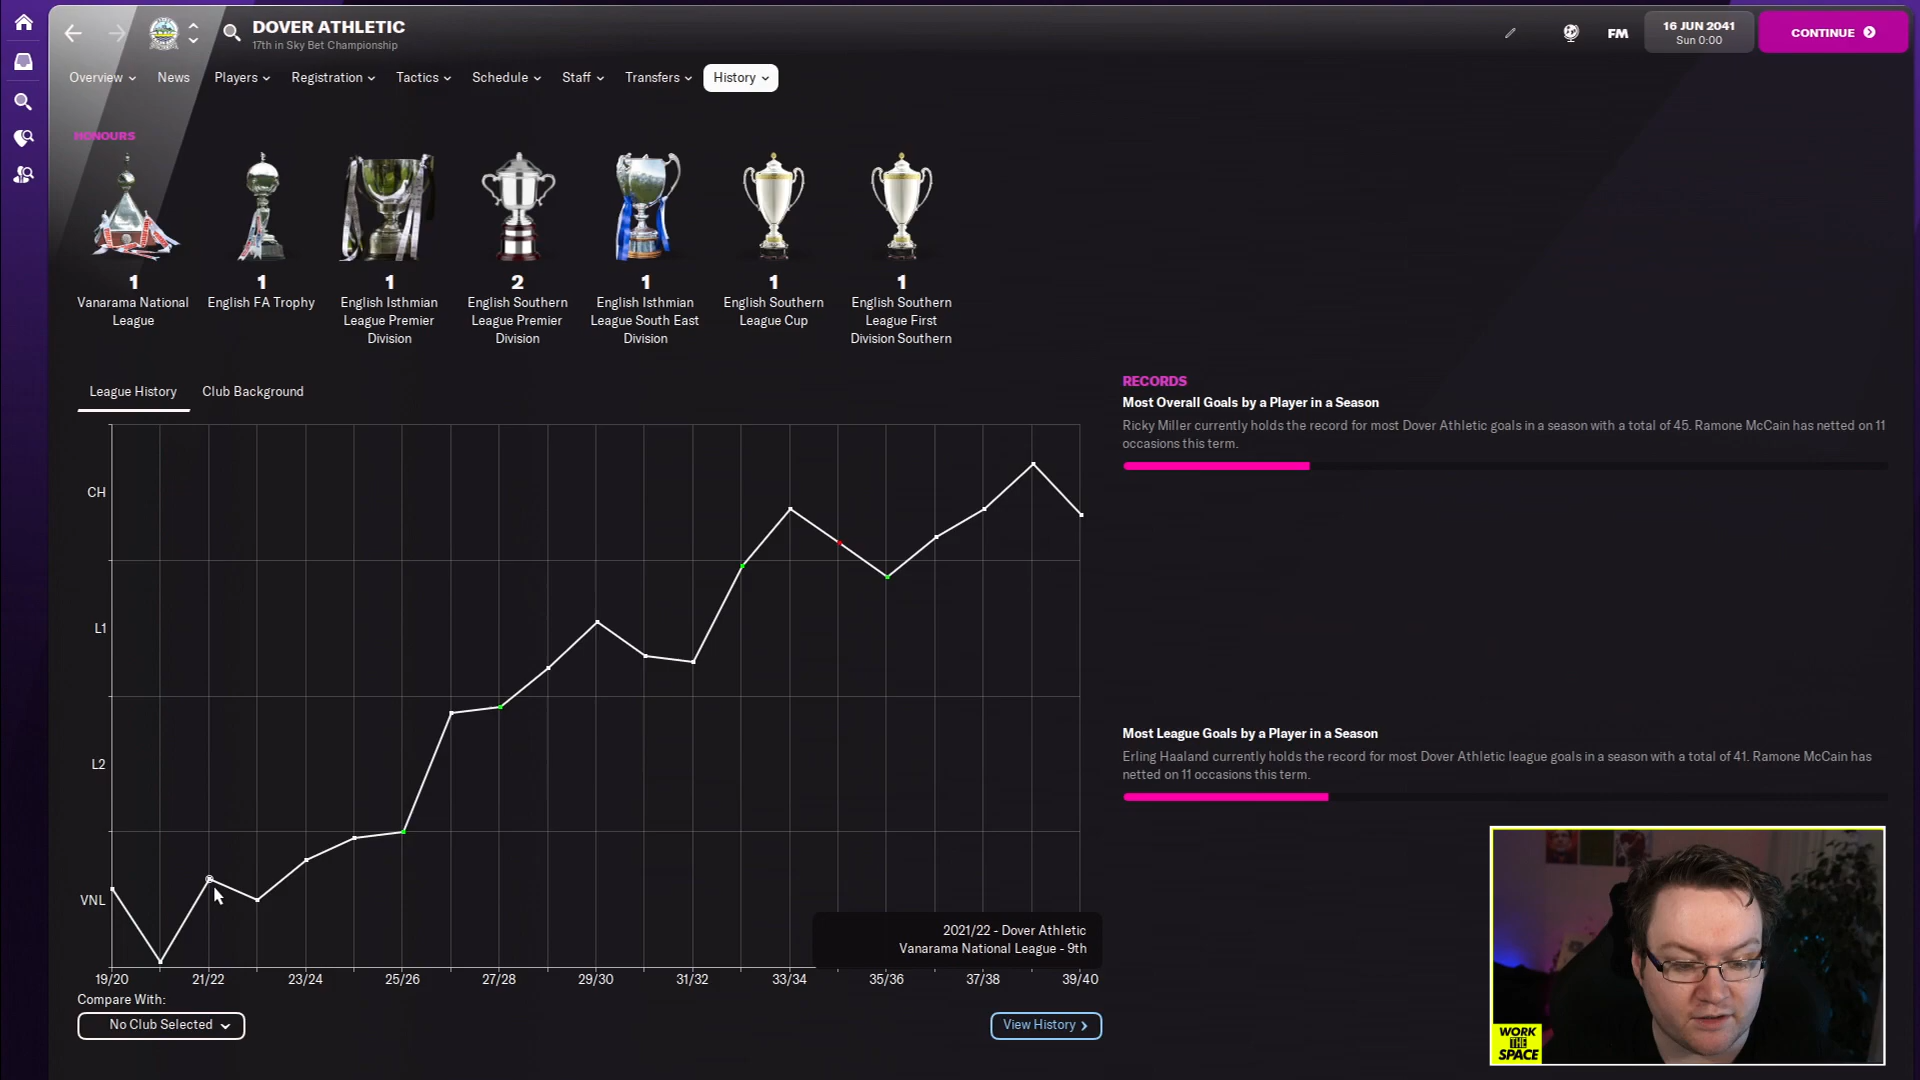 DOVER ATHLETIC
17th in Sky Bet Championship
FM
16 JUN 2041
Sun 0:00
CONTINUE
Overview
News
Players
Registration
Tactics
Schedule
Staff
Transfers
History
HONOURS
1
Vanarama National
League
1
English FA Trophy
1
English Isthmian
League Premier
Division
2
English Southern
League Premier
Division
1
English Isthmian
League South East
Division
1
English Southern
League Cup
1
English Southern
League First
Division Southern
League History
Club Background
CH
L1
L2
VNL
2021/22 - Dover Athletic
Vanarama National League - 9th
19/20
21/22
23/24
25/26
27/28
29/30
31/32
33/34
35/36
37/38
39/40
Compare With:
No Club Selected
View History
RECORDS
Most Overall Goals by a Player in a Season
Ricky Miller currently holds the record for most Dover Athletic goals in a season with a total of 45. Ramone McCain has netted on 11
occasions this term.
Most League Goals by a Player in a Season
Erling Haaland currently holds the record for most Dover Athletic league goals in a season with a total of 41. Ramone McCain has
netted on 11 occasions this term.
WORK
THE
SPACE